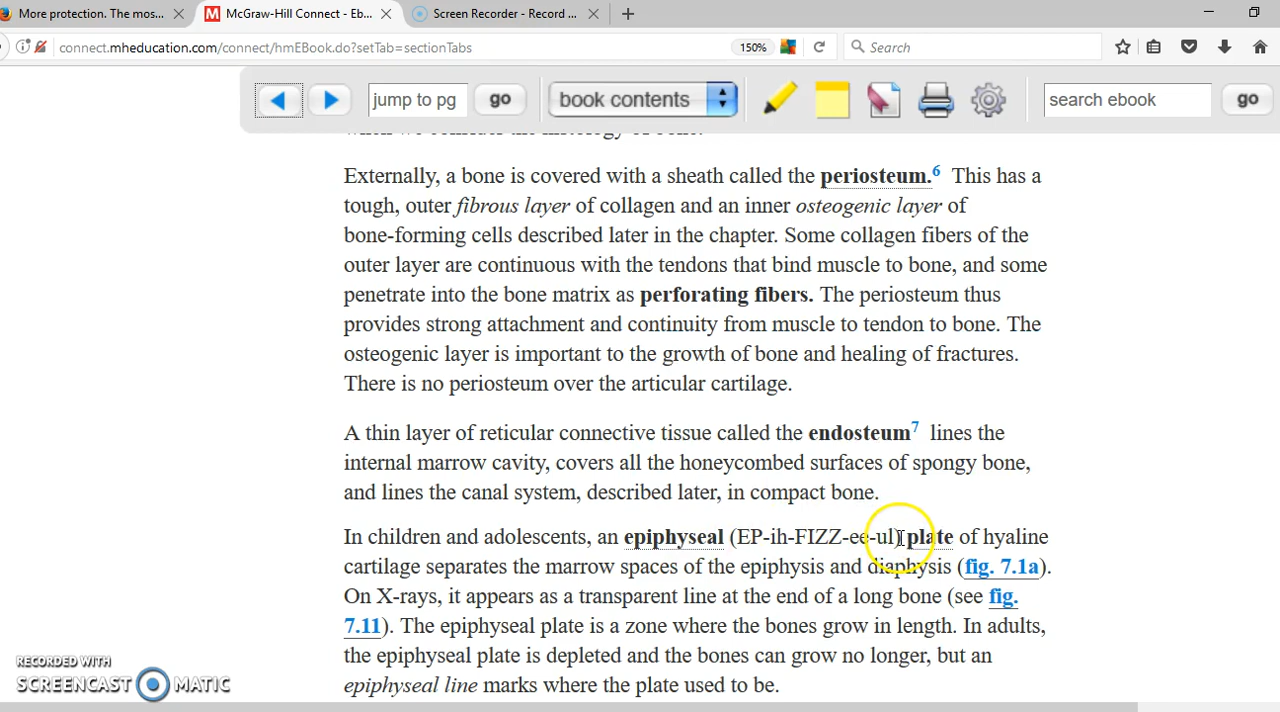 More protection. The mos...
McGraw-Hill Connect - Eb...
Screen Recorder - Record ...
connect.mheducation.com/connect/hmEBook.do?setTab=sectionTabs
150%
Search
jump to pg
go
book contents
search ebook
go
when we consider the histology of bone.
Externally, a bone is covered with a sheath called the periosteum.6 This has a
tough, outer fibrous layer of collagen and an inner osteogenic layer of
bone-forming cells described later in the chapter. Some collagen fibers of the
outer layer are continuous with the tendons that bind muscle to bone, and some
penetrate into the bone matrix as perforating fibers. The periosteum thus
provides strong attachment and continuity from muscle to tendon to bone. The
osteogenic layer is important to the growth of bone and healing of fractures.
There is no periosteum over the articular cartilage.
A thin layer of reticular connective tissue called the endosteum7 lines the
internal marrow cavity, covers all the honeycombed surfaces of spongy bone,
and lines the canal system, described later, in compact bone.
In children and adolescents, an epiphyseal (EP-ih-FIZZ-ee-ul) plate of hyaline
cartilage separates the marrow spaces of the epiphysis and diaphysis (fig. 7.1a).
On X-rays, it appears as a transparent line at the end of a long bone (see fig.
7.11). The epiphyseal plate is a zone where the bones grow in length. In adults,
the epiphyseal plate is depleted and the bones can grow no longer, but an
epiphyseal line marks where the plate used to be.
RECORDED WITH
SCREENCAST MATIC